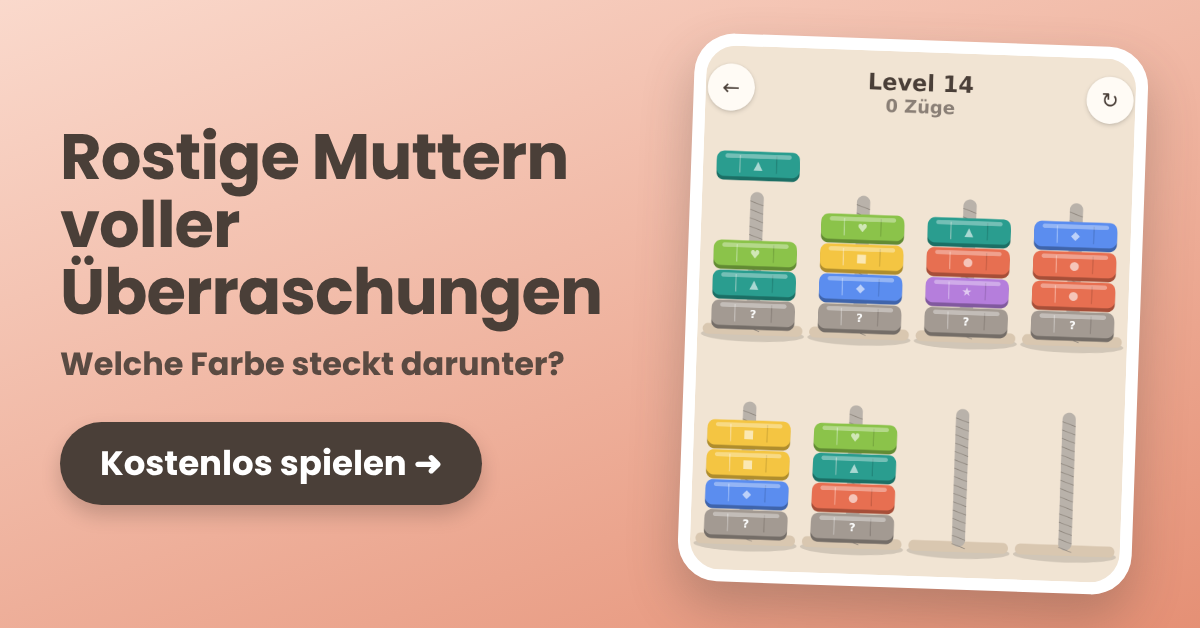 Rostige Muttern
voller
Überraschungen
Welche Farbe steckt darunter?
Kostenlos spielen ➜
←
Level 14
0 Züge
↻
?
?
?
?
?
?